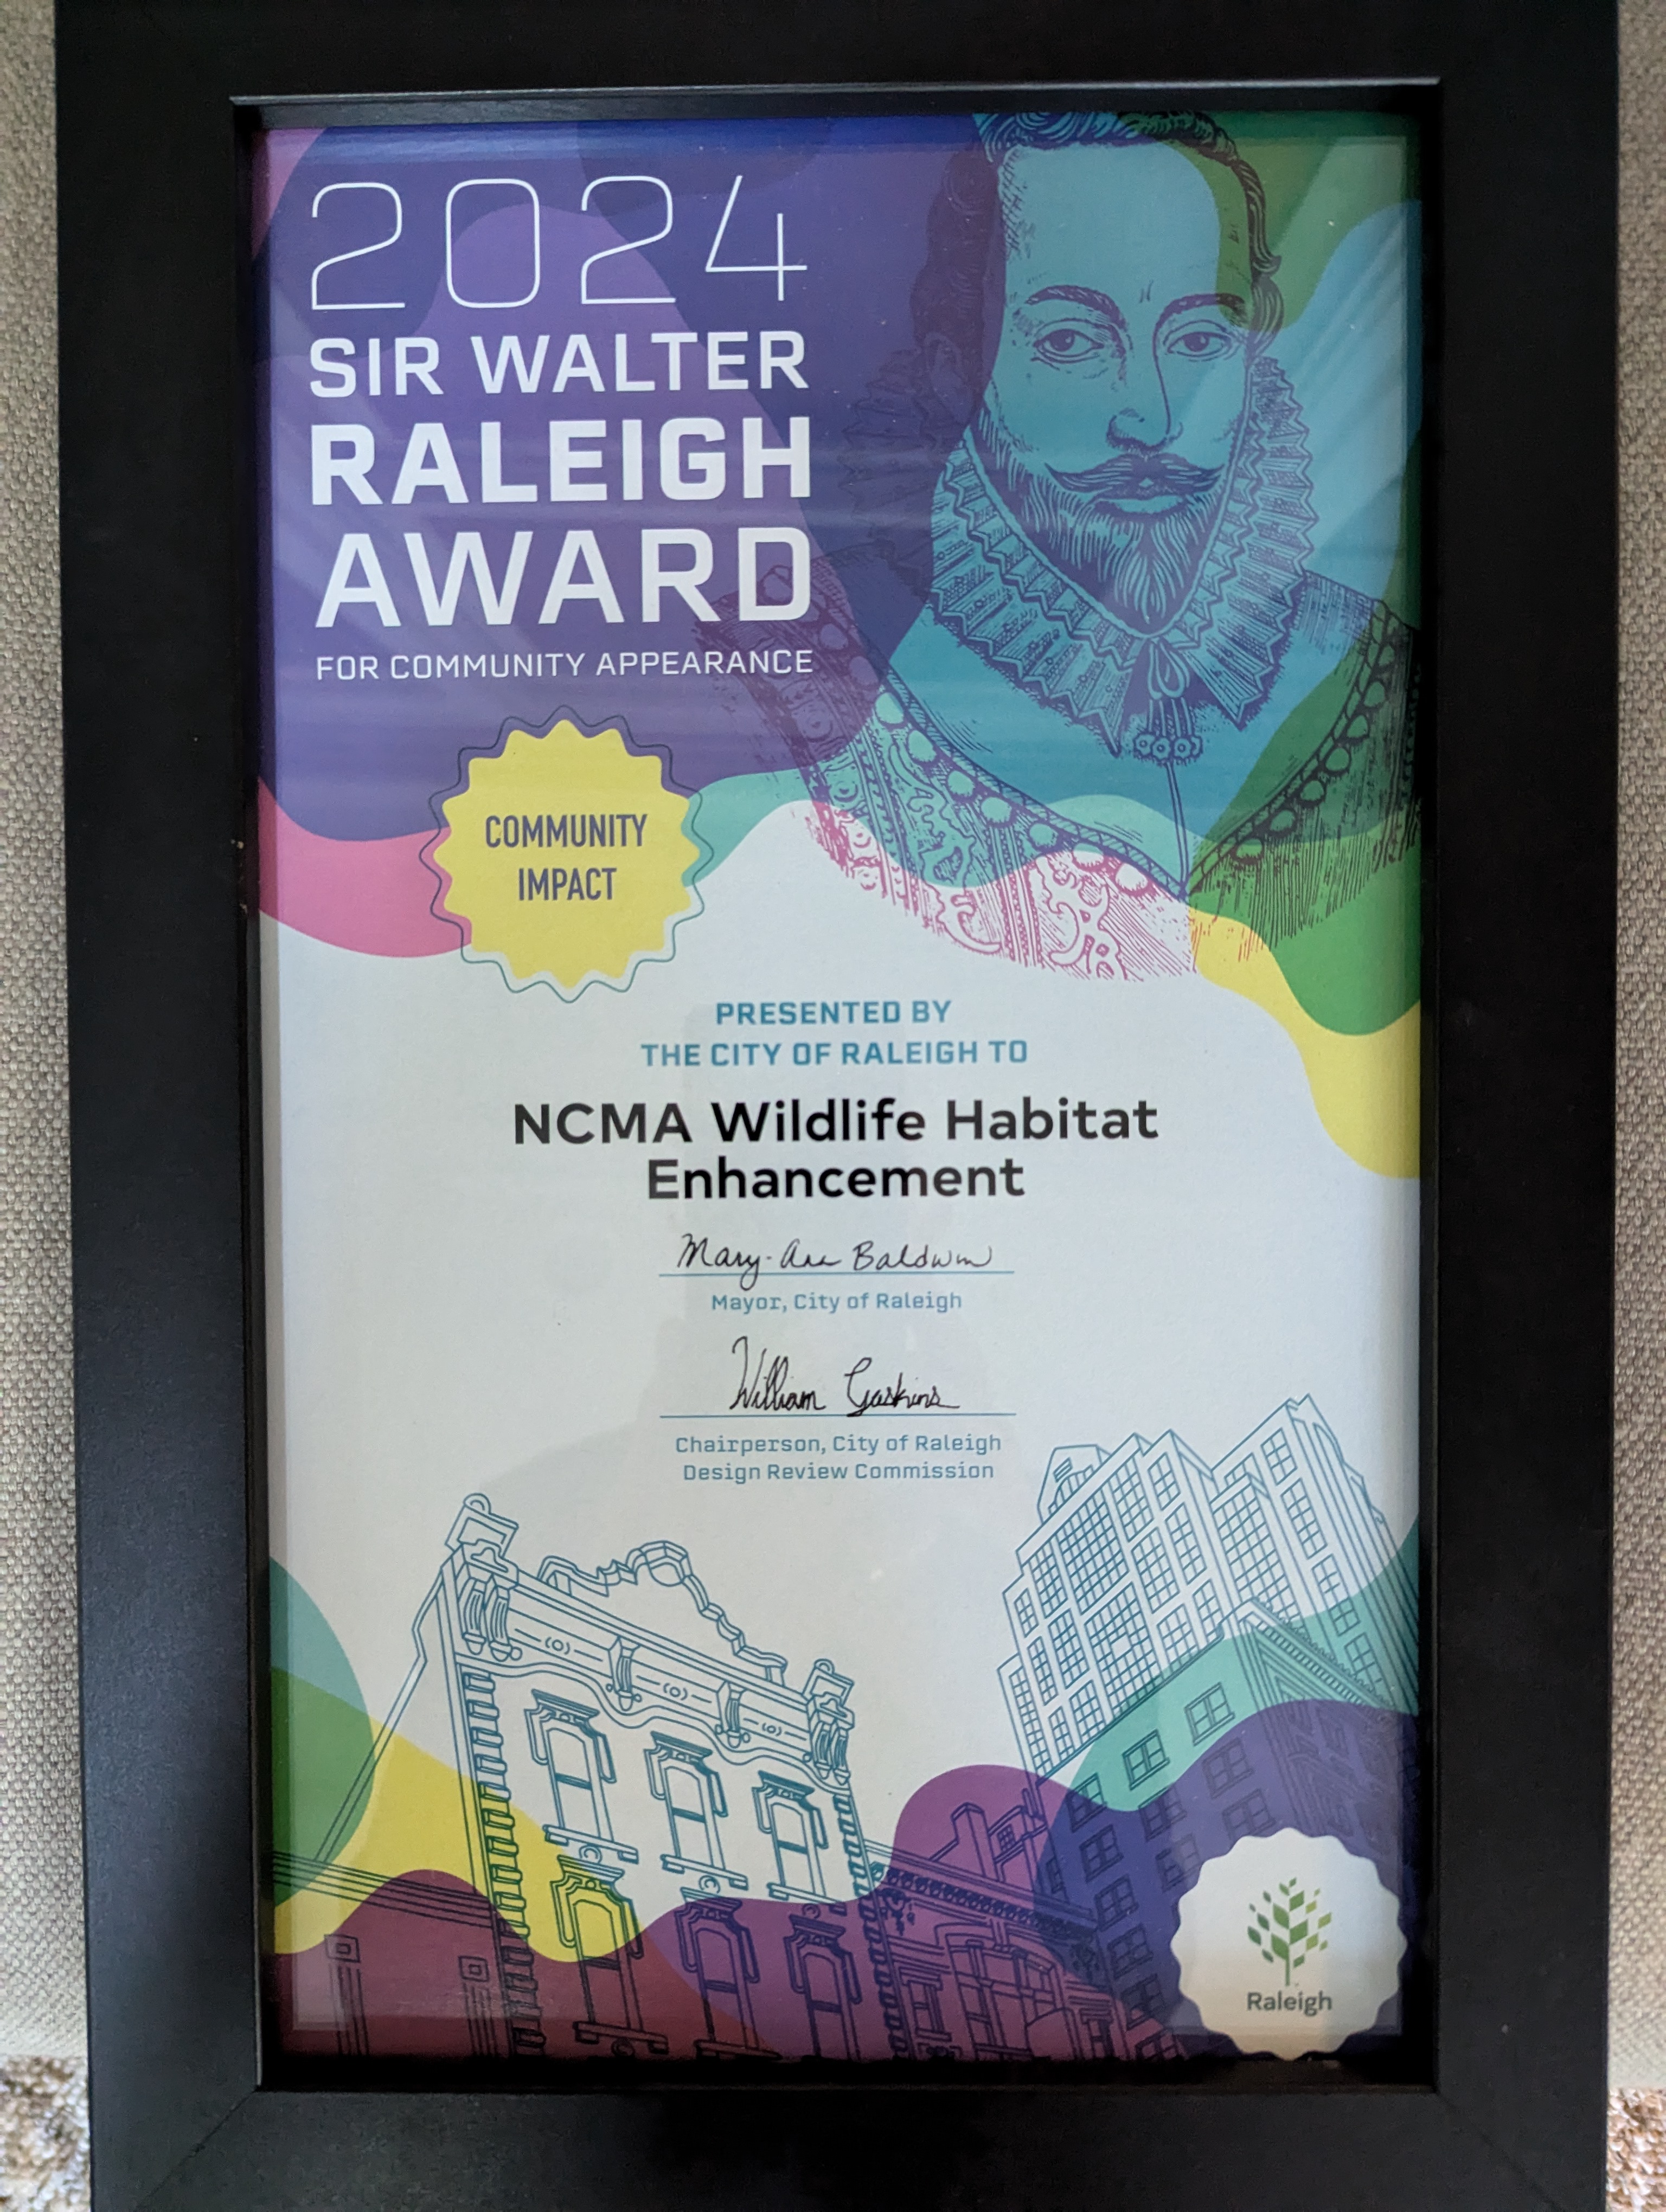 2024
SIR WALTER
RALEIGH
AWARD
FOR COMMUNITY APPEARANCE
COMMUNITY
IMPACT
PRESENTED BY
THE CITY OF RALEIGH TO
NCMA Wildlife Habitat
Enhancement
Mary-Ann Baldwin
Mayor, City of Raleigh
William Gaskins
Chairperson, City of Raleigh
Design Review Commission
Raleigh